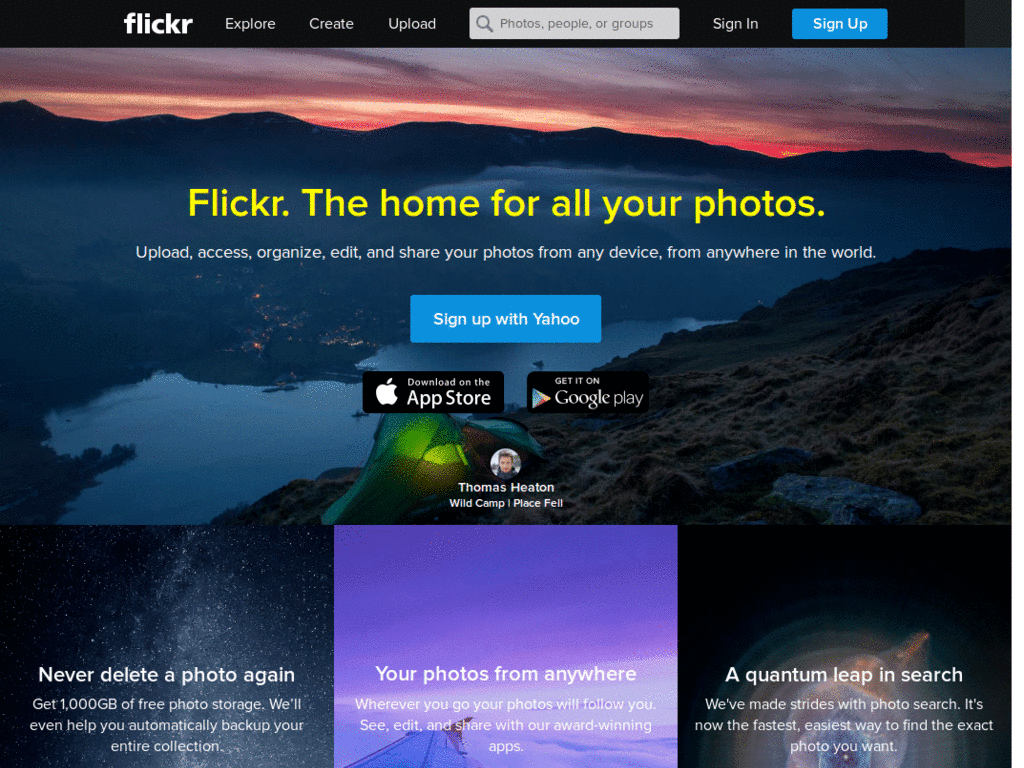 flickr Explore Create Upload Photos, people, or groups Sign In Sign Up
Flickr. The home for all your photos.
Upload, access, organize, edit, and share your photos from any device, from anywhere in the world.
Sign up with Yahoo
Download on the
App Store
GET IT ON
Google play
Thomas Heaton
Wild Camp | Place Fell
Never delete a photo again
Get 1,000GB of free photo storage. We'll
even help you automatically backup your
entire collection.
Your photos from anywhere
Wherever you go your photos will follow you.
See, edit, and share with our award-winning
apps.
A quantum leap in search
We've made strides with photo search. It's
now the fastest, easiest way to find the exact
photo you want.